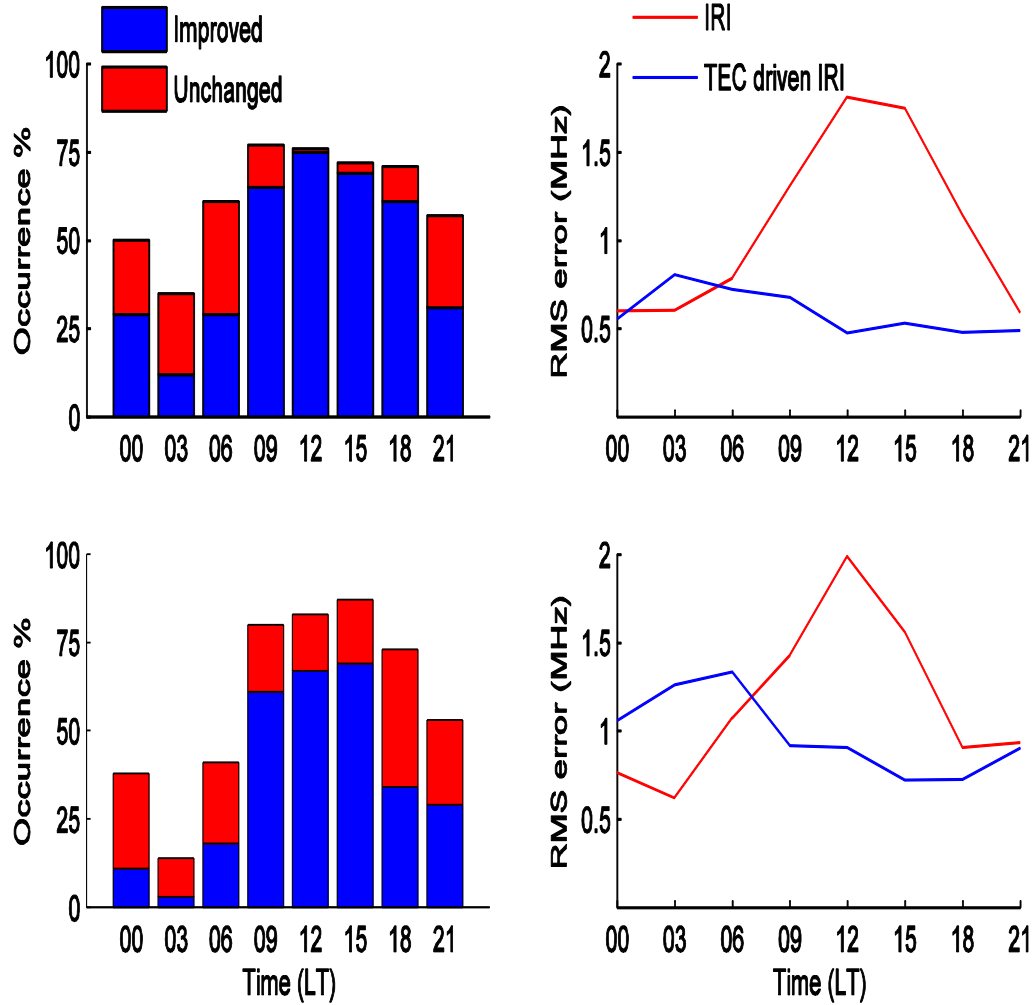 Improved
Unchanged
Occurrence %
100
75
50
25
0
00 03 06 09 12 15 18 21
IRI
TEC driven IRI
RMS error (MHz)
2
1.5
1
0.5
00 03 06 09 12 15 18 21
Occurrence %
100
75
50
25
0
00 03 06 09 12 15 18 21
Time (LT)
RMS error (MHz)
2
1.5
1
0.5
00 03 06 09 12 15 18 21
Time (LT)